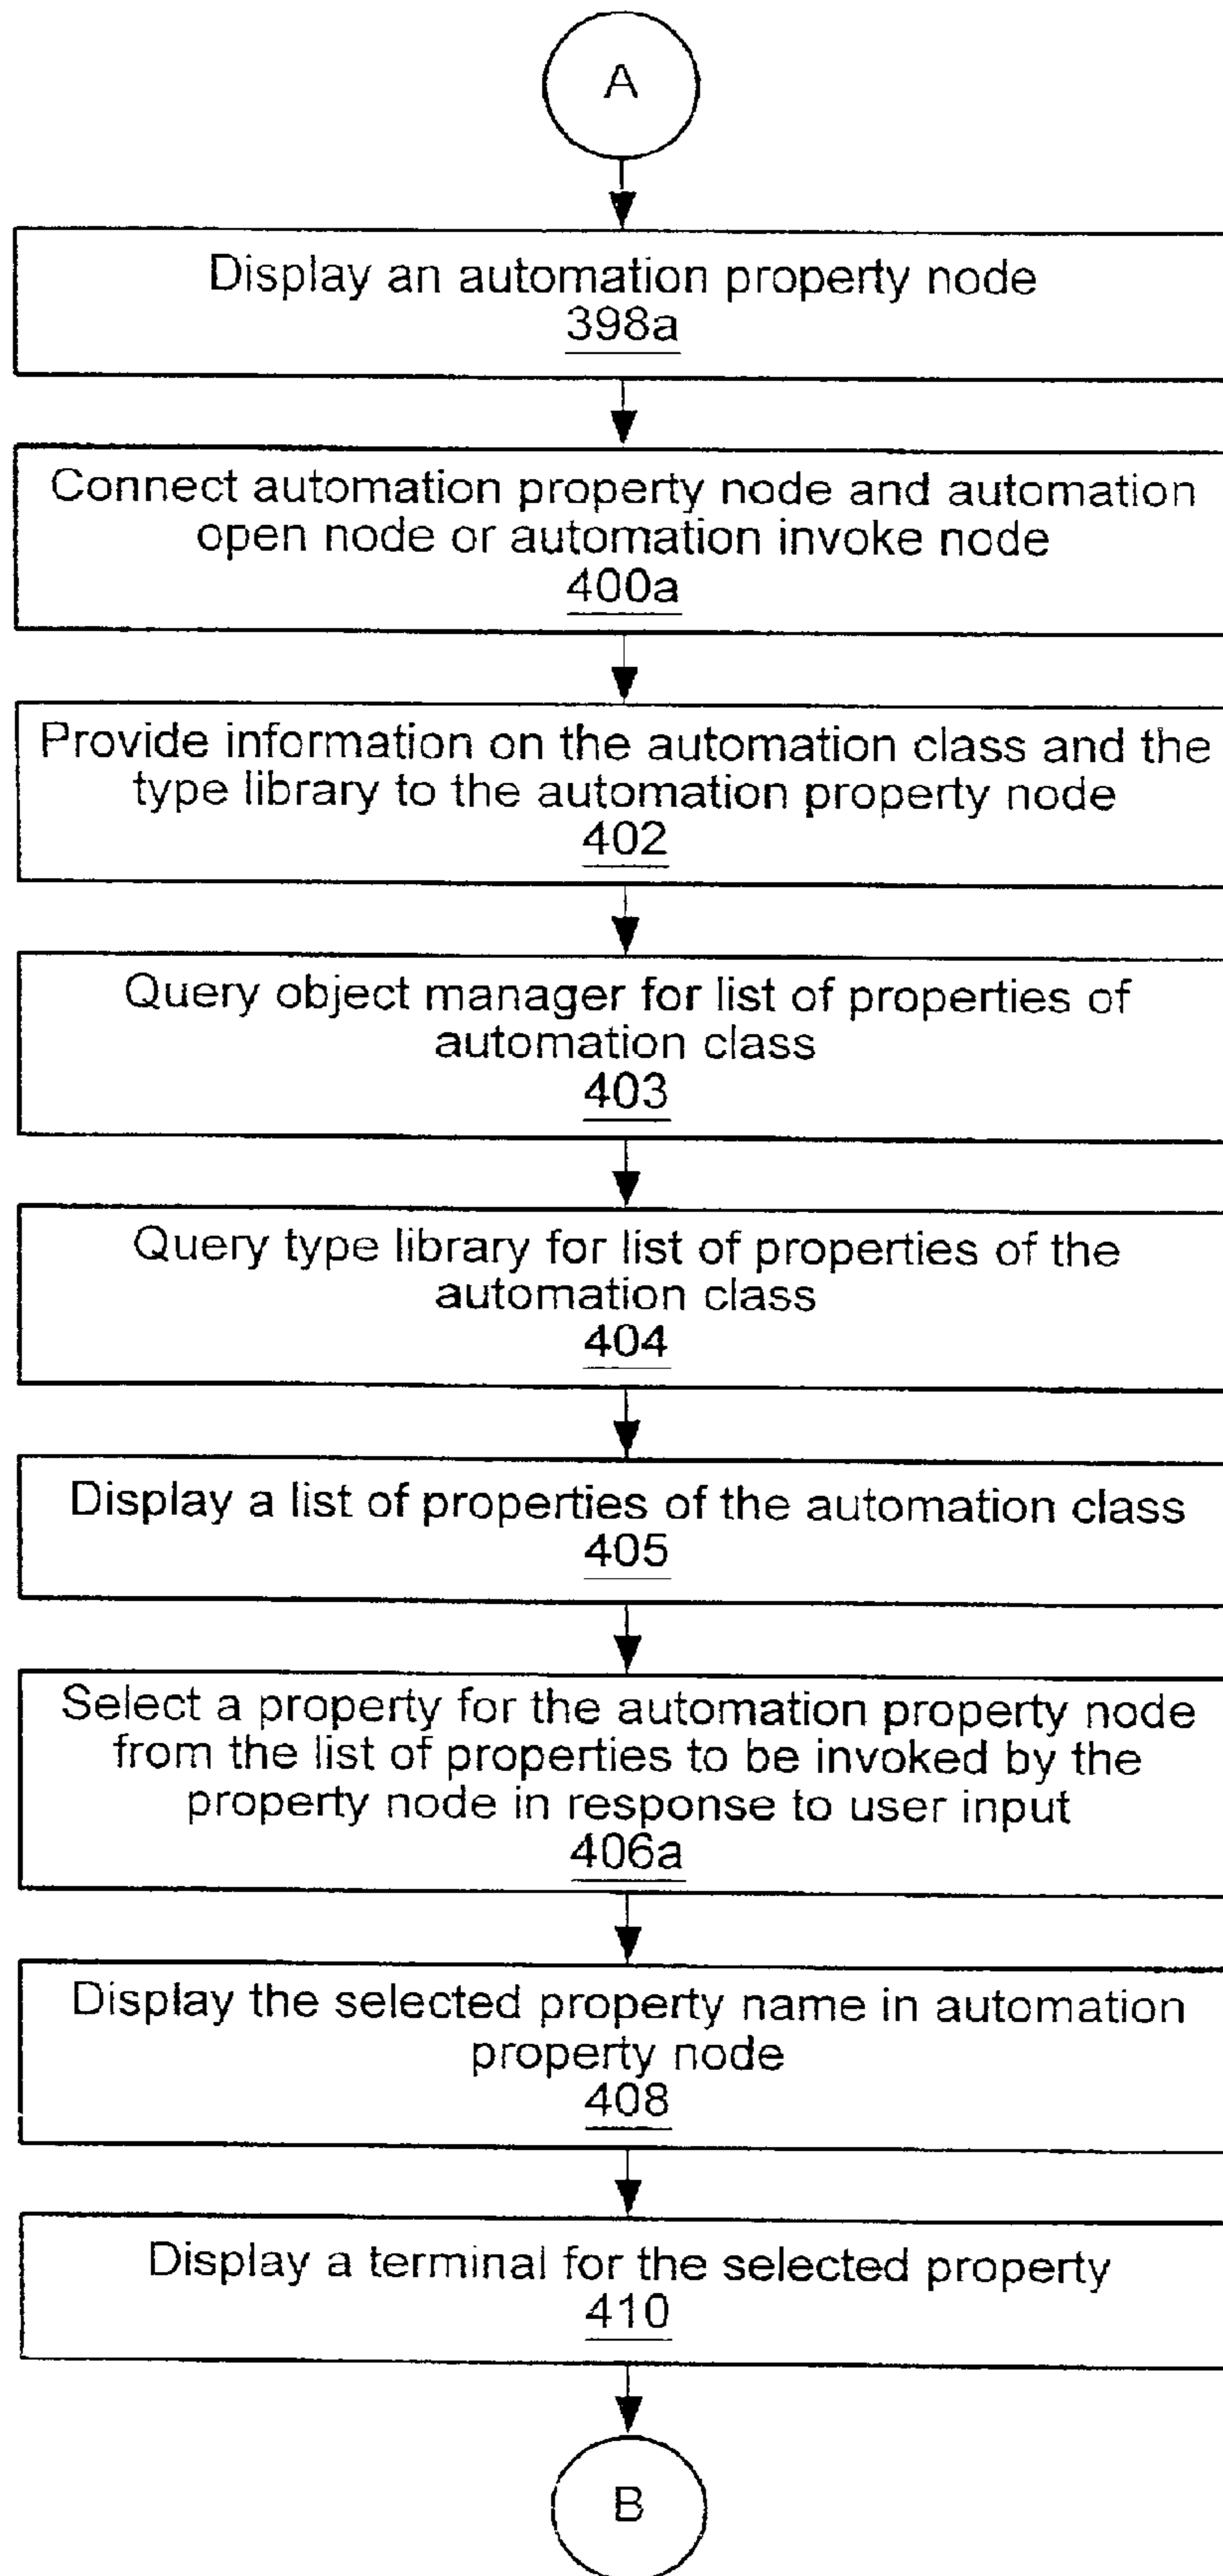 A
Display an automation property node
398a
Connect automation property node and automation
open node or automation invoke node
400a
Provide information on the automation class and the
type library to the automation property node
402
Query object manager for list of properties of
automation class
403
Query type library for list of properties of the
automation class
404
Display a list of properties of the automation class
405
Select a property for the automation property node
from the list of properties to be invoked by the
property node in response to user input
406a
Display the selected property name in automation
property node
408
Display a terminal for the selected property
410
B